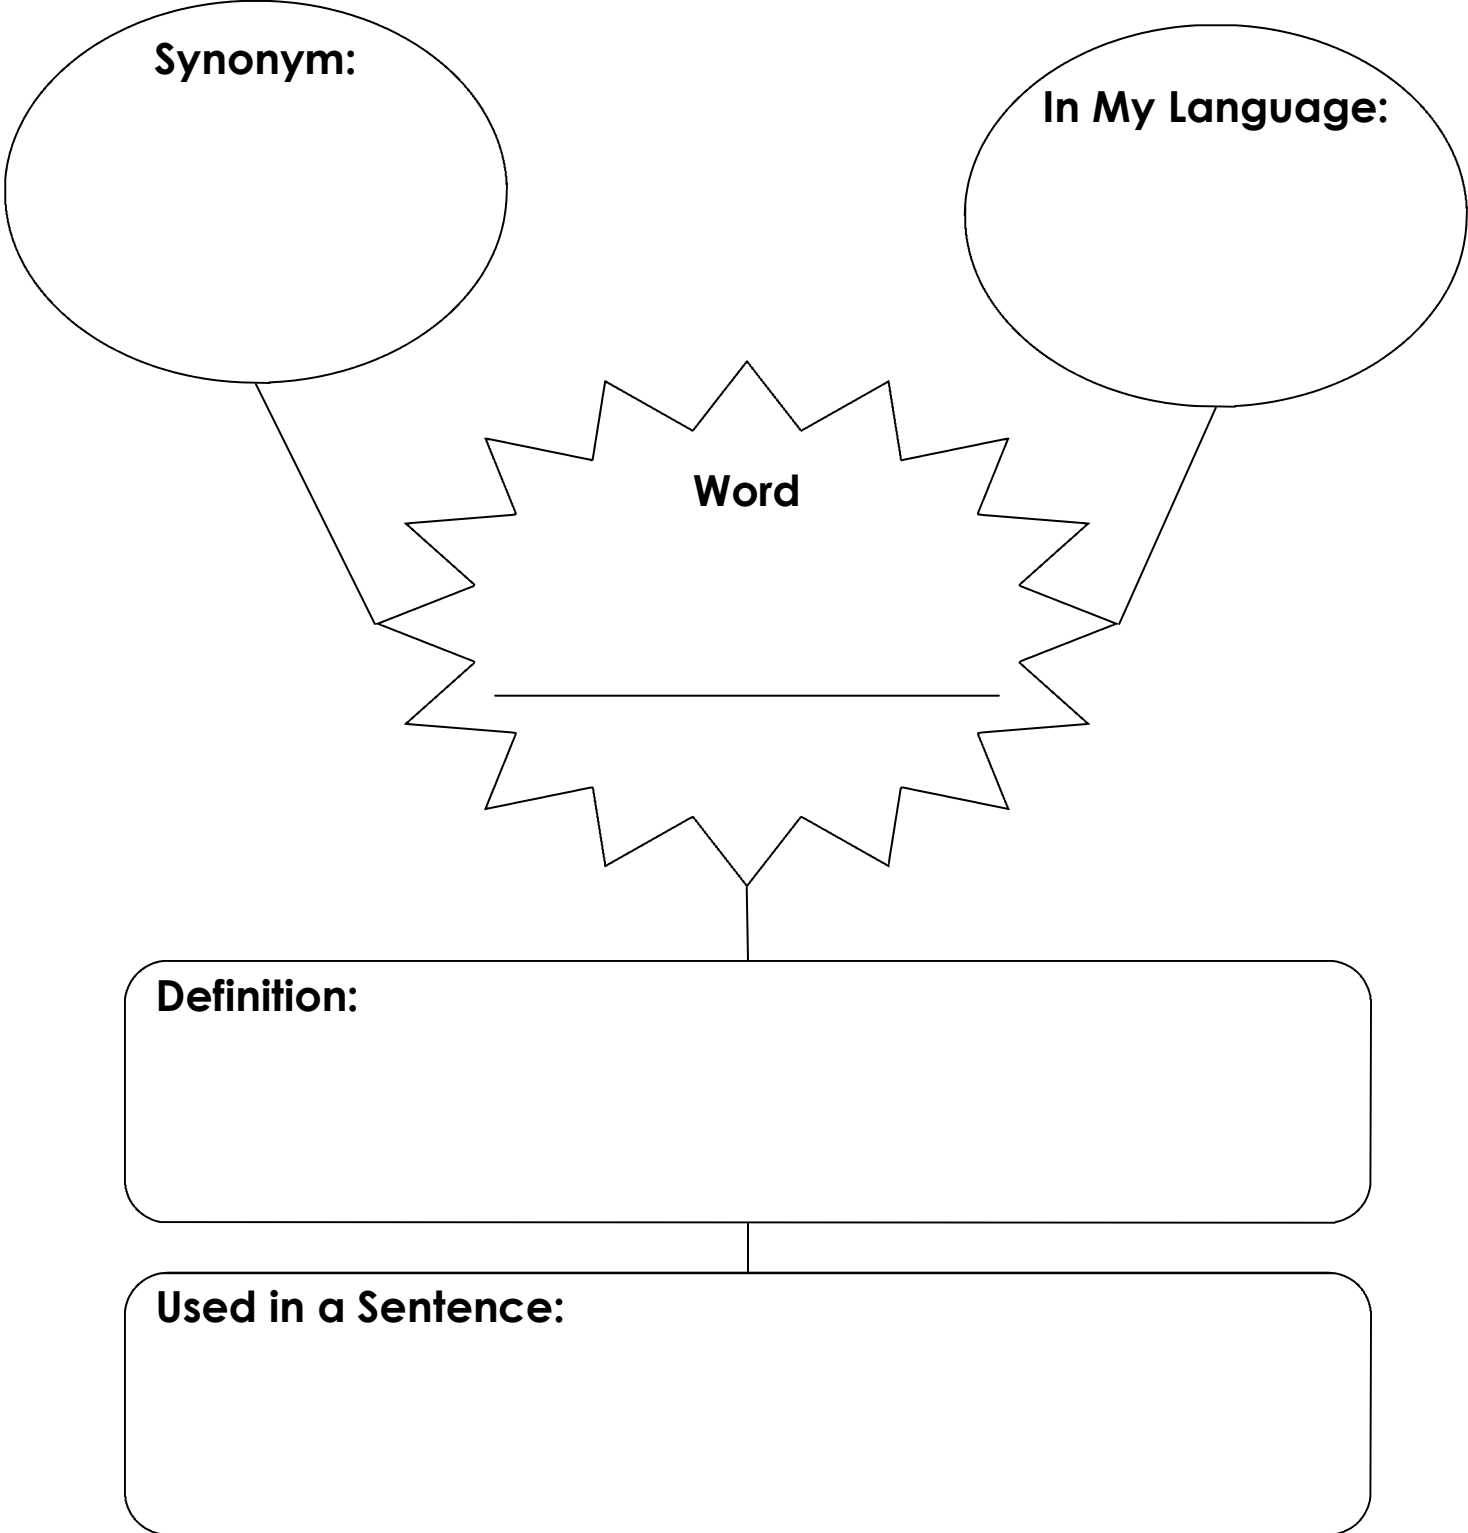 Synonym:
In My Language:
Word
Definition:
Used in a Sentence: